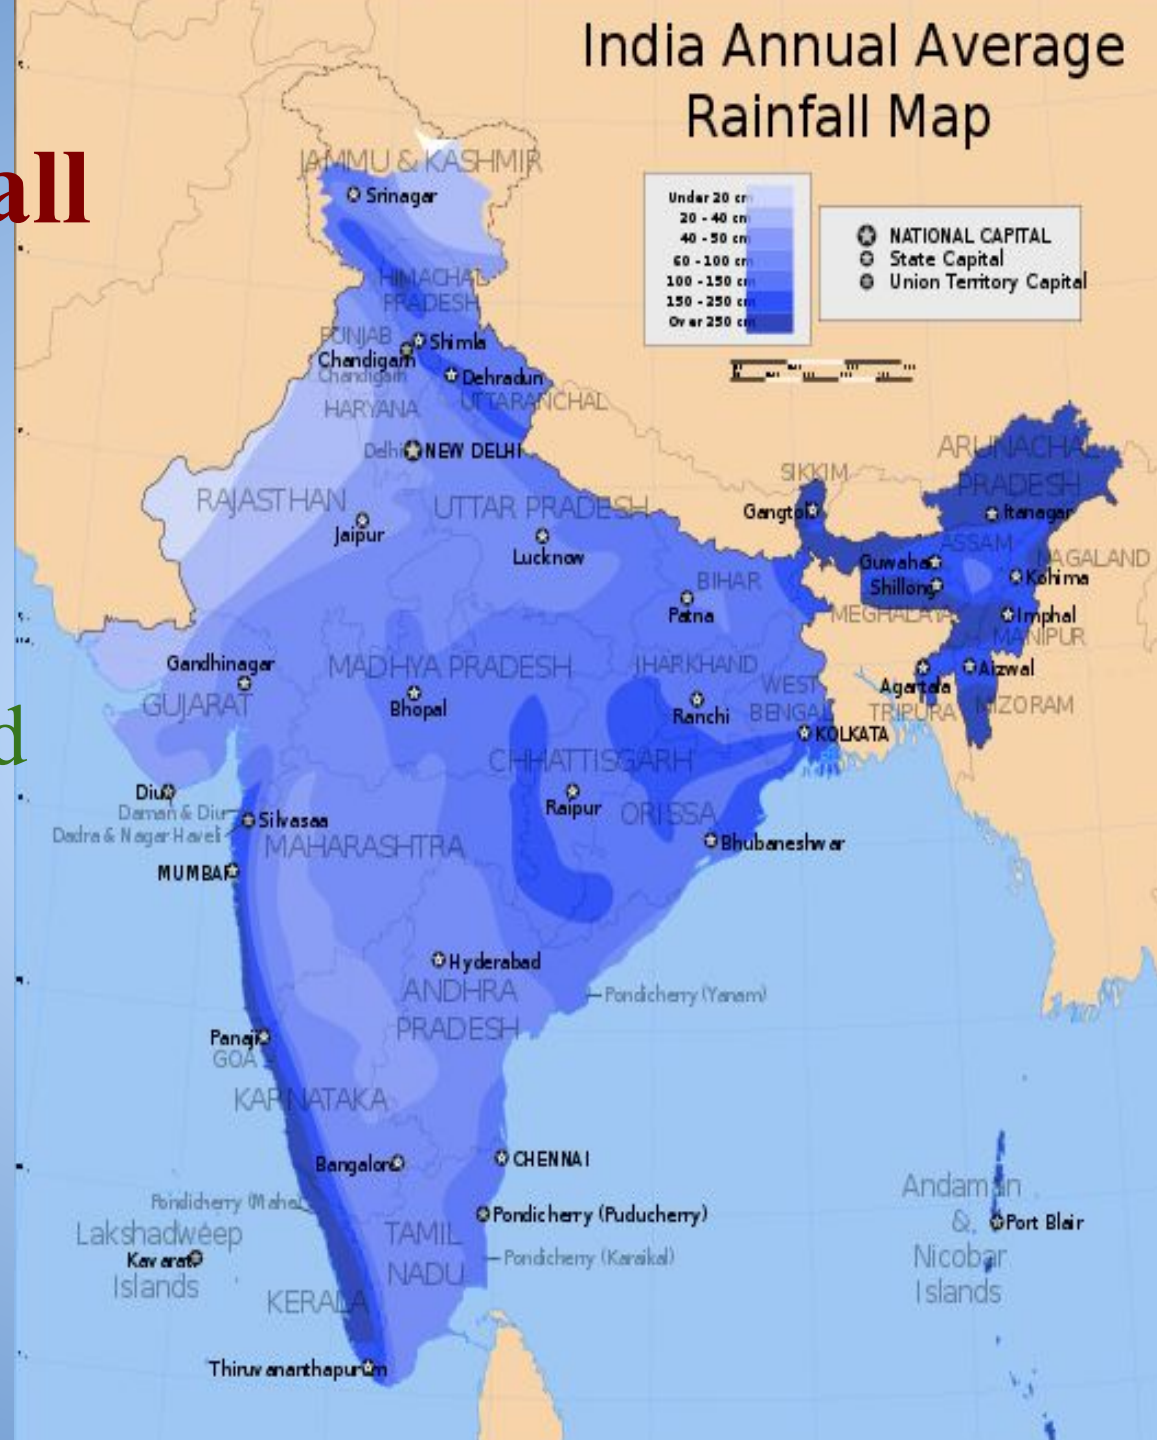 India Annual Average
Rainfall Map
all
d
Under 20 cm
20 - 40 cm
40 - 50 cm
60 - 100 cm
100 - 150 cm
150 - 250 cm
Over 250 cm
NATIONAL CAPITAL
State Capital
Union Territory Capital
JAMMU & KASHMIR
Srinagar
HIMACHAL
PRADESH
PUNJAB
Shimla
Chandigarh
Chandigarh
Dehradun
UTTARANCHAL
HARYANA
Delhi
NEW DELHI
RAJASTHAN
Jaipur
UTTAR PRADESH
Lucknow
SIKKIM
Gangtok
ARUNACHAL
PRADESH
Itanagar
ASSAM
Guwahati
NAGALAND
Kohima
Shillong
MEGHALAYA
Imphal
MANIPUR
BIHAR
Patna
Gandhinagar
GUJARAT
MADHYA PRADESH
Bhopal
JHARKHAND
Ranchi
WEST
BENGAL
KOLKATA
Agartala
TRIPURA
Aizwal
MIZORAM
CHHATTISGARH
Raipur
ORISSA
Bhubaneshwar
Diu
Daman & Diu
Dadra & Nagar Haveli
Silvasaa
MAHARASHTRA
MUMBAI
Hyderabad
ANDHRA
PRADESH
Pondicherry (Yanam)
Panaji
GOA
KARNATAKA
Bangalore
CHENNAI
Pondicherry (Mahe)
Pondicherry (Puducherry)
Lakshadweep
Kavarati
Islands
TAMIL
NADU
Pondicherry (Karaikal)
KERALA
Thiruvananthapuram
Andaman
&
Nicobar
Islands
Port Blair